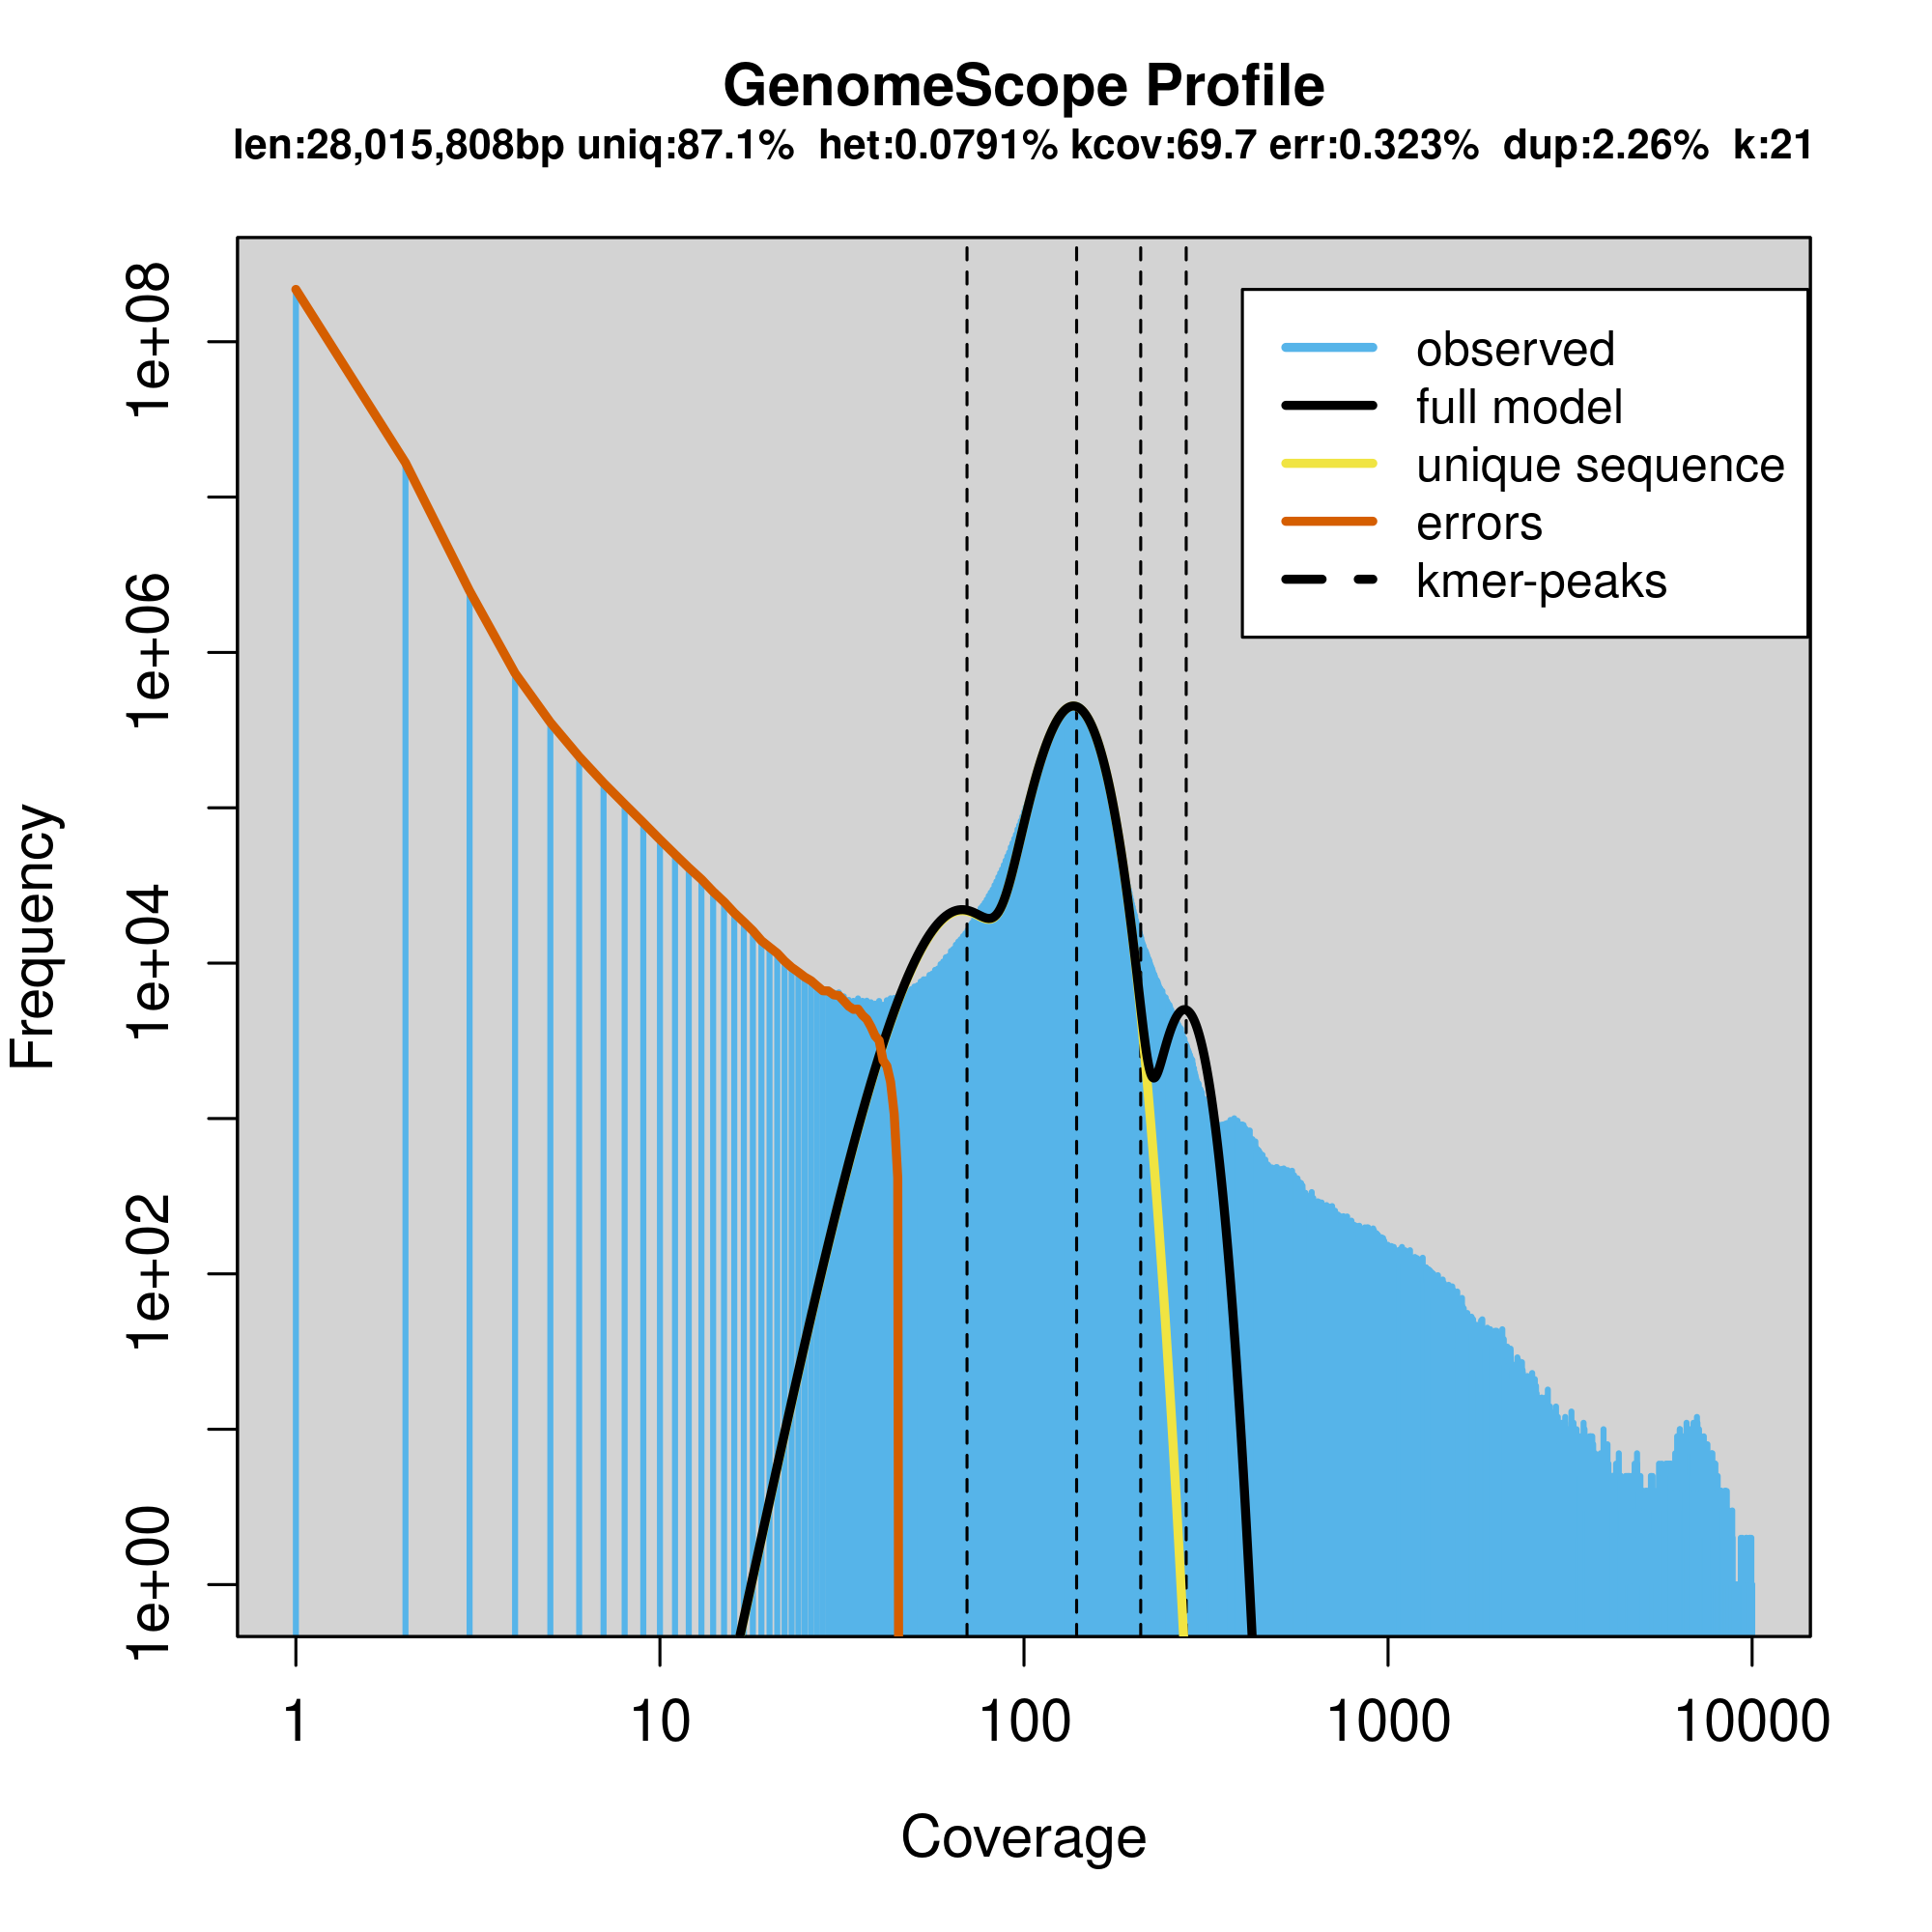 GenomeScope Profile
len:28,015,808bp uniq:87.1% het:0.0791% kcov:69.7 err:0.323% dup:2.26% k:21
observed
full model
unique sequence
errors
kmer-peaks
Frequency
1e+08
1e+06
1e+04
1e+02
1e+00
1 10 100 1000 10000
Coverage